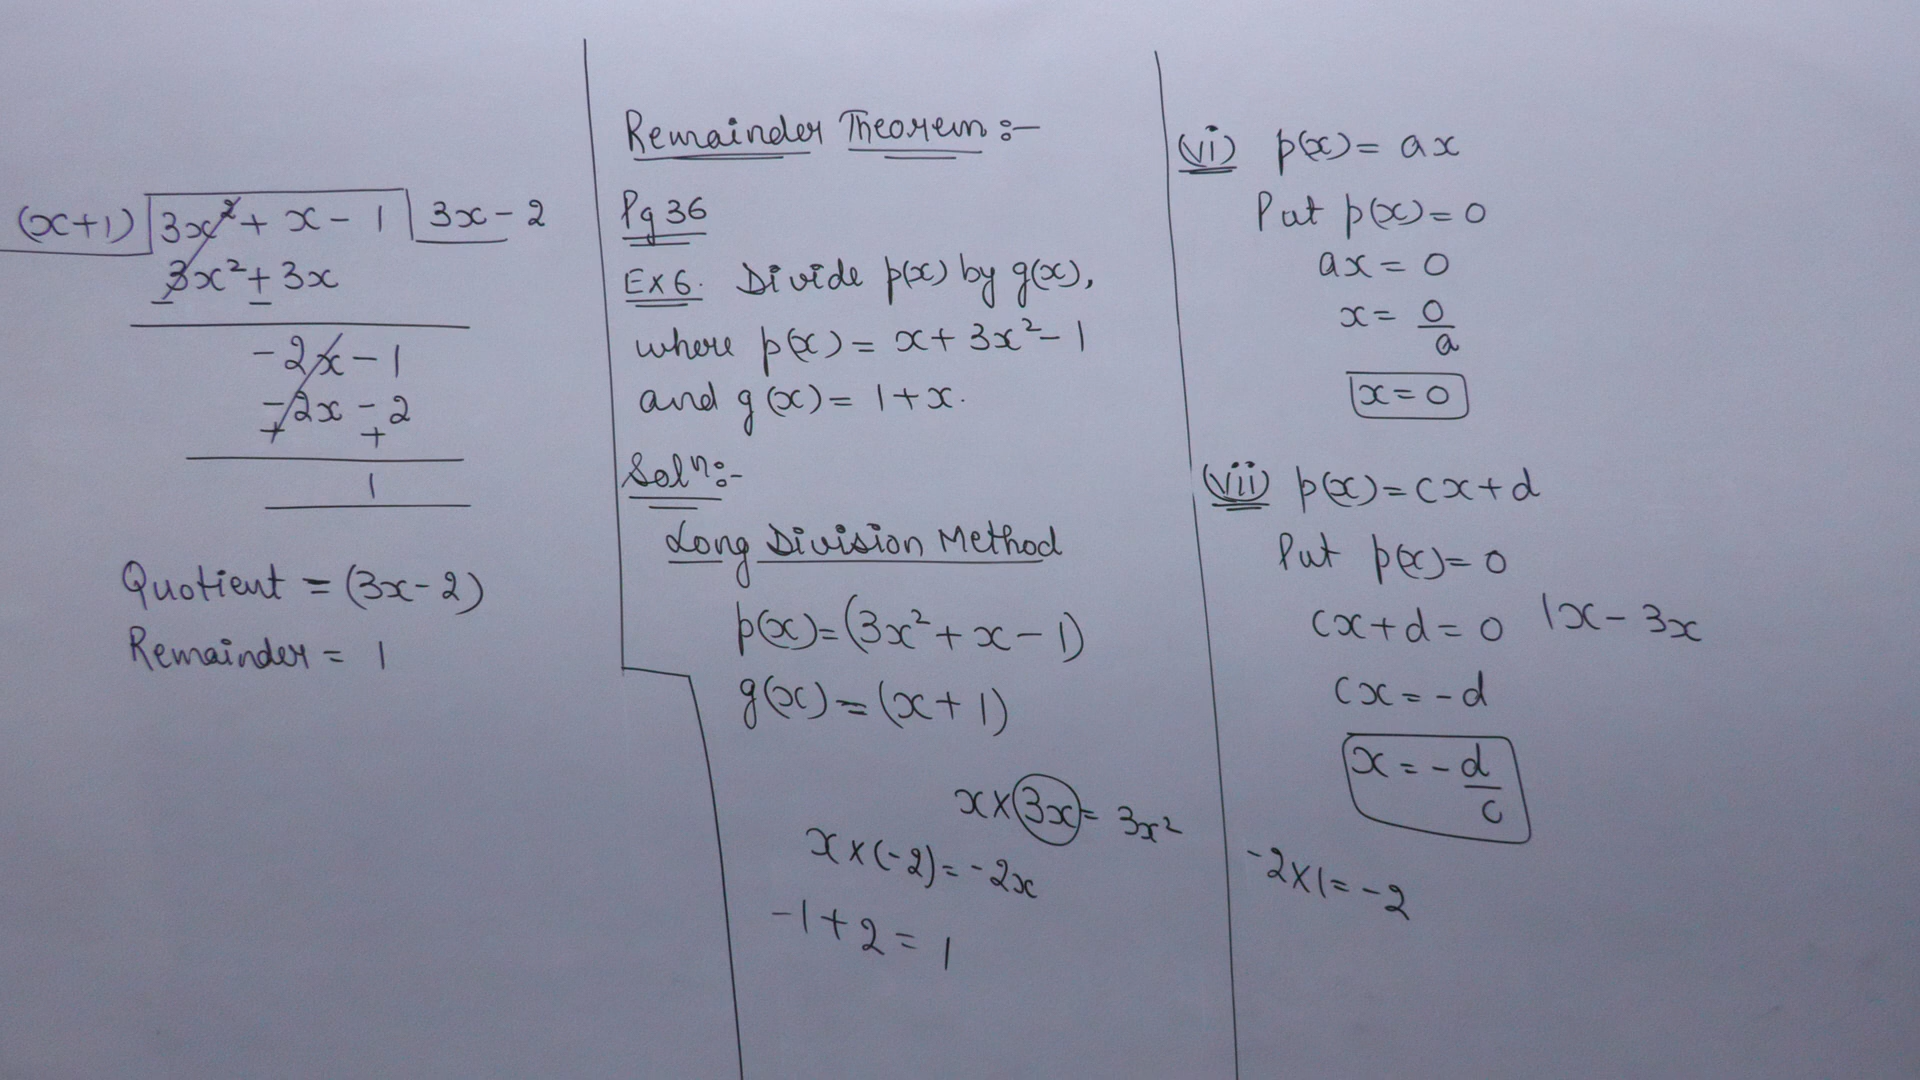 (x+1) 3x² + x - 1 3x - 2
3x² + 3x
- -
-2x - 1
-2x - 2
+ +
1
Quotient = (3x-2)
Remainder = 1
Remainder Theorem :-
Pg 36
Ex 6. Divide p(x) by g(x),
where p(x) = x + 3x² - 1
and g(x) = 1 + x.
Solⁿ:-
Long Division Method
p(x) = (3x² + x - 1)
g(x) = (x + 1)
x × 3x = 3x²
x × (-2) = -2x
-1 + 2 = 1
(vi) p(x) = ax
Put p(x) = 0
ax = 0
x = 0/a
x = 0
(vii) p(x) = cx + d
Put p(x) = 0
cx + d = 0 1x - 3x
cx = -d
x = -d/c
-2 × 1 = -2